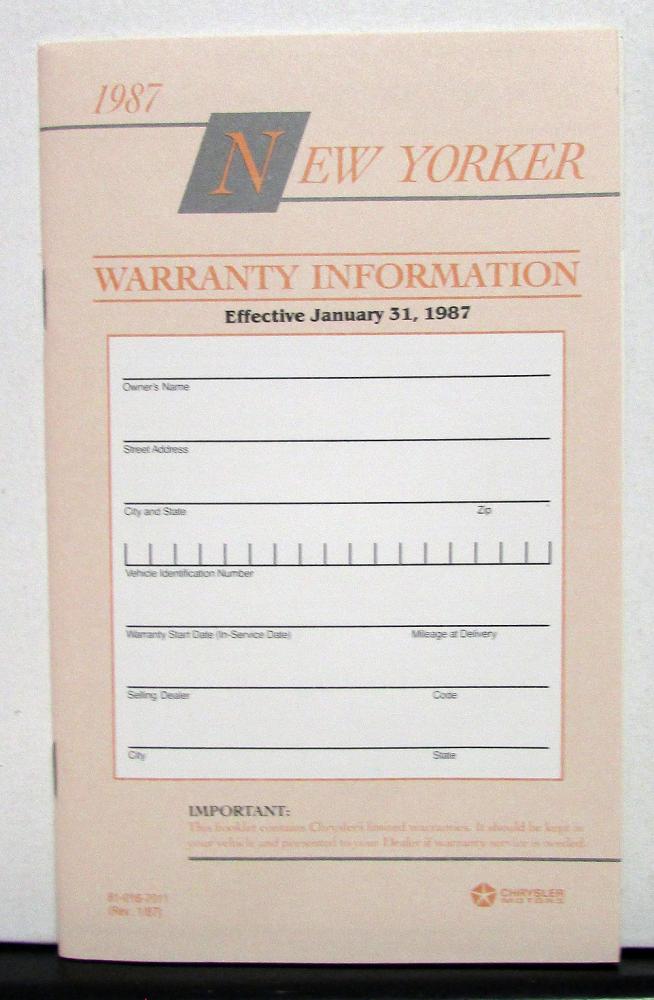 1987
NEW YORKER
WARRANTY INFORMATION
Effective January 31, 1987
Owner's Name
Street Address
City and State Zip
Vehicle Identification Number
Warranty Start Date (In-Service Date) Mileage at Delivery
Selling Dealer Code
City State
IMPORTANT:
This booklet contains Chrysler's limited warranties. It should be kept in
your vehicle and presented to your Dealer if warranty service is needed.
81-016-7011
(Rev. 1/87)
CHRYSLER
MOTORS